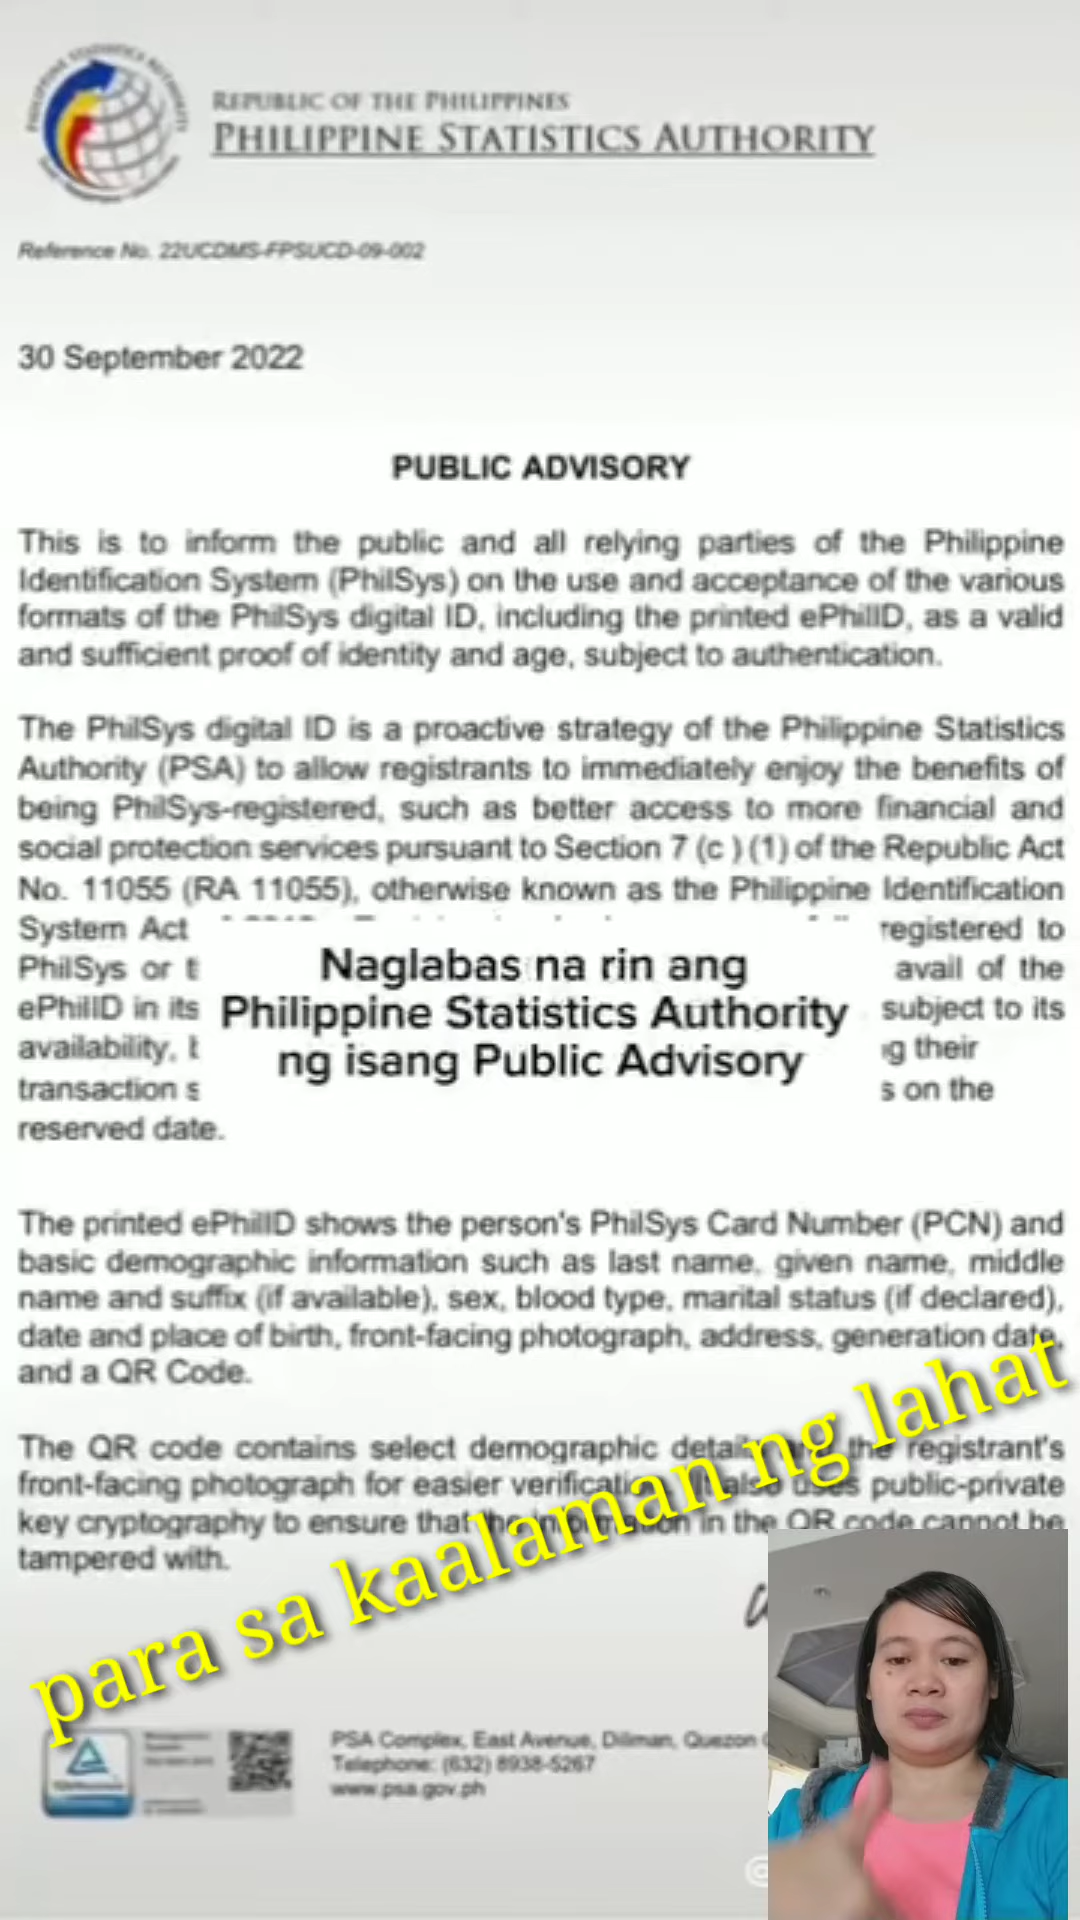 REPUBLIC OF THE PHILIPPINES
PHILIPPINE STATISTICS AUTHORITY
Reference No. 22UCDMS-FPSUCD-09-002
30 September 2022
PUBLIC ADVISORY
This is to inform the public and all relying parties of the Philippine
Identification System (PhilSys) on the use and acceptance of the various
formats of the PhilSys digital ID, including the printed ePhilID, as a valid
and sufficient proof of identity and age, subject to authentication.
The PhilSys digital ID is a proactive strategy of the Philippine Statistics
Authority (PSA) to allow registrants to immediately enjoy the benefits of
being PhilSys-registered, such as better access to more financial and
social protection services pursuant to Section 7 (c ) (1) of the Republic Act
No. 11055 (RA 11055), otherwise known as the Philippine Identification
System Act registered to
PhilSys or avail of the
ePhilID in its subject to its
availability, their
transaction on the
reserved date.
Naglabas na rin ang
Philippine Statistics Authority
ng isang Public Advisory
The printed ePhilID shows the person's PhilSys Card Number (PCN) and
basic demographic information such as last name, given name, middle
name and suffix (if available), sex, blood type, marital status (if declared),
date and place of birth, front-facing photograph, address, generation date,
and a QR Code.
The QR code contains select demographic the registrant's
front-facing photograph for easier also uses public-private
key cryptography to ensure that in the QR code cannot be
tampered with.
para sa kaalaman ng lahat
PSA Complex, East Avenue, Diliman, Quezon
Telephone: (632) 8938-5267
www.psa.gov.ph